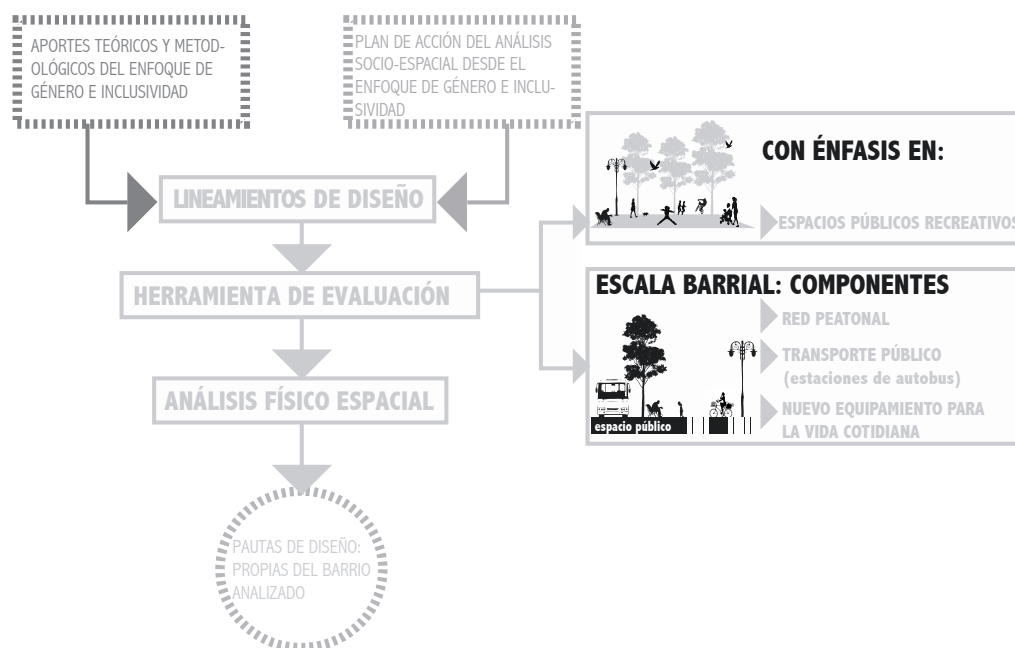 APORTES TEÓRICOS Y METOD-
OLÓGICOS DEL ENFOQUE DE
GÉNERO E INCLUSIVIDAD
PLAN DE ACCIÓN DEL ANÁLISIS
SOCIO-ESPACIAL DESDE EL
ENFOQUE DE GÉNERO E INCLU-
SIVIDAD
LINEAMIENTOS DE DISEÑO
HERRAMIENTA DE EVALUACIÓN
ANÁLISIS FÍSICO ESPACIAL
PAUTAS DE DISEÑO:
PROPIAS DEL BARRIO
ANALIZADO
CON ÉNFASIS EN:
ESPACIOS PÚBLICOS RECREATIVOS
ESCALA BARRIAL: COMPONENTES
RED PEATONAL
TRANSPORTE PÚBLICO
(estaciones de autobus)
NUEVO EQUIPAMIENTO PARA
LA VIDA COTIDIANA
espacio público